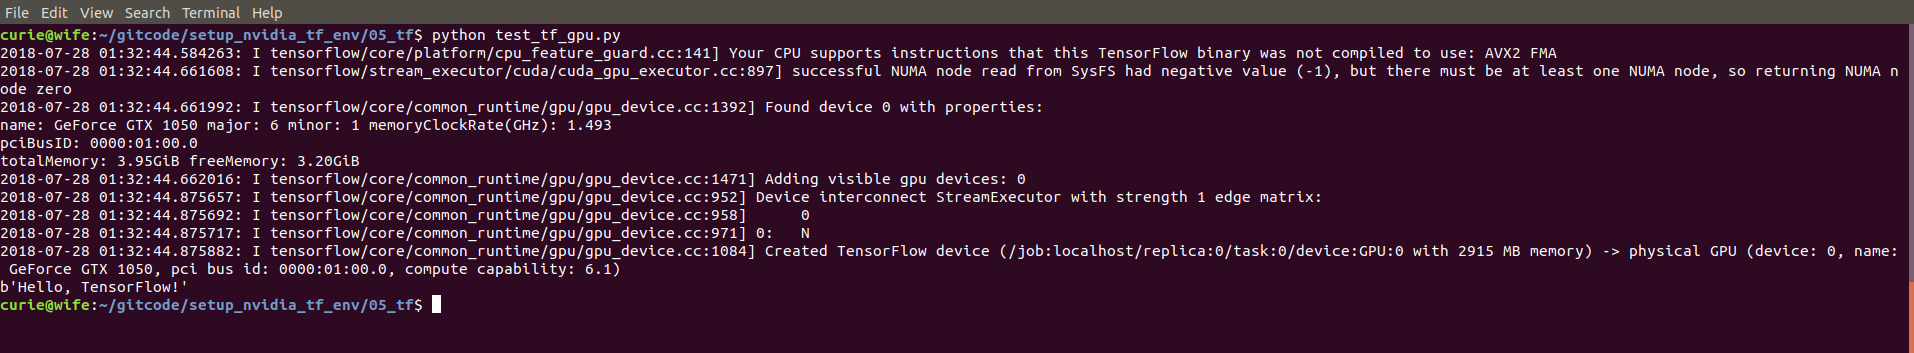 File Edit View Search Terminal Help
curie@wife:~/gitcode/setup_nvidia_tf_env/05_tf$ python test_tf_gpu.py
2018-07-28 01:32:44.584263: I tensorflow/core/platform/cpu_feature_guard.cc:141] Your CPU supports instructions that this TensorFlow binary was not compiled to use: AVX2 FMA
2018-07-28 01:32:44.661608: I tensorflow/stream_executor/cuda/cuda_gpu_executor.cc:897] successful NUMA node read from SysFS had negative value (-1), but there must be at least one NUMA node, so returning NUMA n
ode zero
2018-07-28 01:32:44.661992: I tensorflow/core/common_runtime/gpu/gpu_device.cc:1392] Found device 0 with properties:
name: GeForce GTX 1050 major: 6 minor: 1 memoryClockRate(GHz): 1.493
pciBusID: 0000:01:00.0
totalMemory: 3.95GiB freeMemory: 3.20GiB
2018-07-28 01:32:44.662016: I tensorflow/core/common_runtime/gpu/gpu_device.cc:1471] Adding visible gpu devices: 0
2018-07-28 01:32:44.875657: I tensorflow/core/common_runtime/gpu/gpu_device.cc:952] Device interconnect StreamExecutor with strength 1 edge matrix:
2018-07-28 01:32:44.875692: I tensorflow/core/common_runtime/gpu/gpu_device.cc:958]      0
2018-07-28 01:32:44.875717: I tensorflow/core/common_runtime/gpu/gpu_device.cc:971] 0:   N
2018-07-28 01:32:44.875882: I tensorflow/core/common_runtime/gpu/gpu_device.cc:1084] Created TensorFlow device (/job:localhost/replica:0/task:0/device:GPU:0 with 2915 MB memory) -> physical GPU (device: 0, name:
 GeForce GTX 1050, pci bus id: 0000:01:00.0, compute capability: 6.1)
b'Hello, TensorFlow!'
curie@wife:~/gitcode/setup_nvidia_tf_env/05_tf$